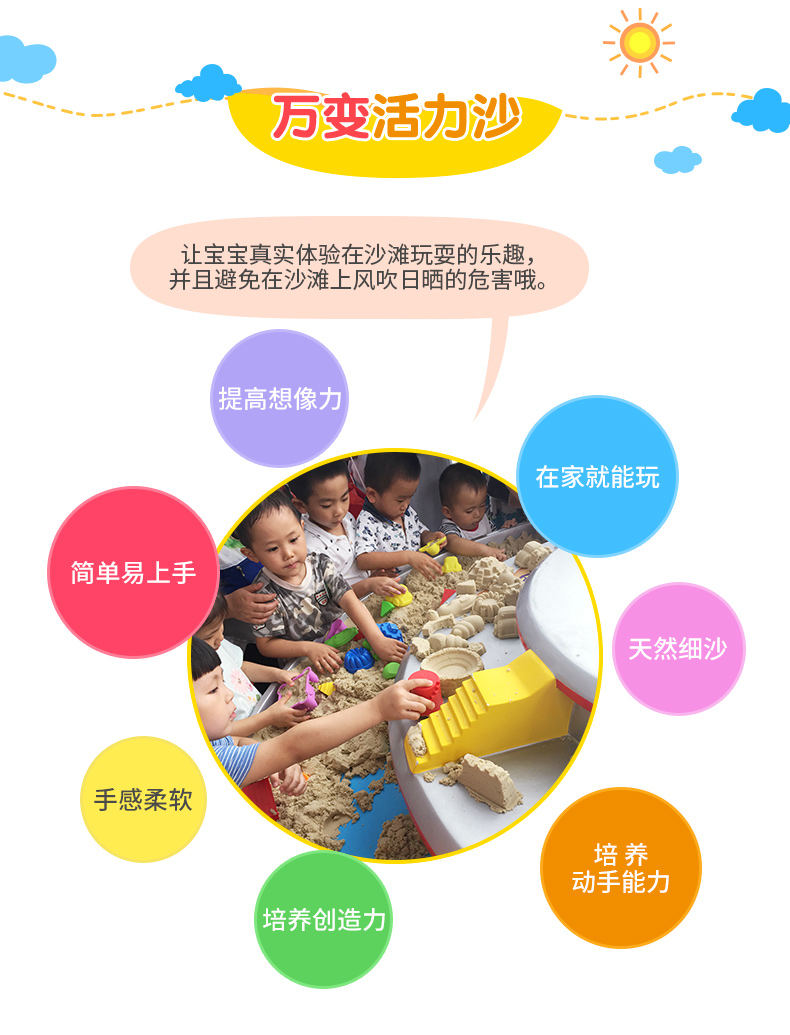 万变活力沙
让宝宝真实体验在沙滩玩耍的乐趣，
并且避免在沙滩上风吹日晒的危害哦。
提高想像力
在家就能玩
简单易上手
天然细沙
手感柔软
培 养
动手能力
培养创造力